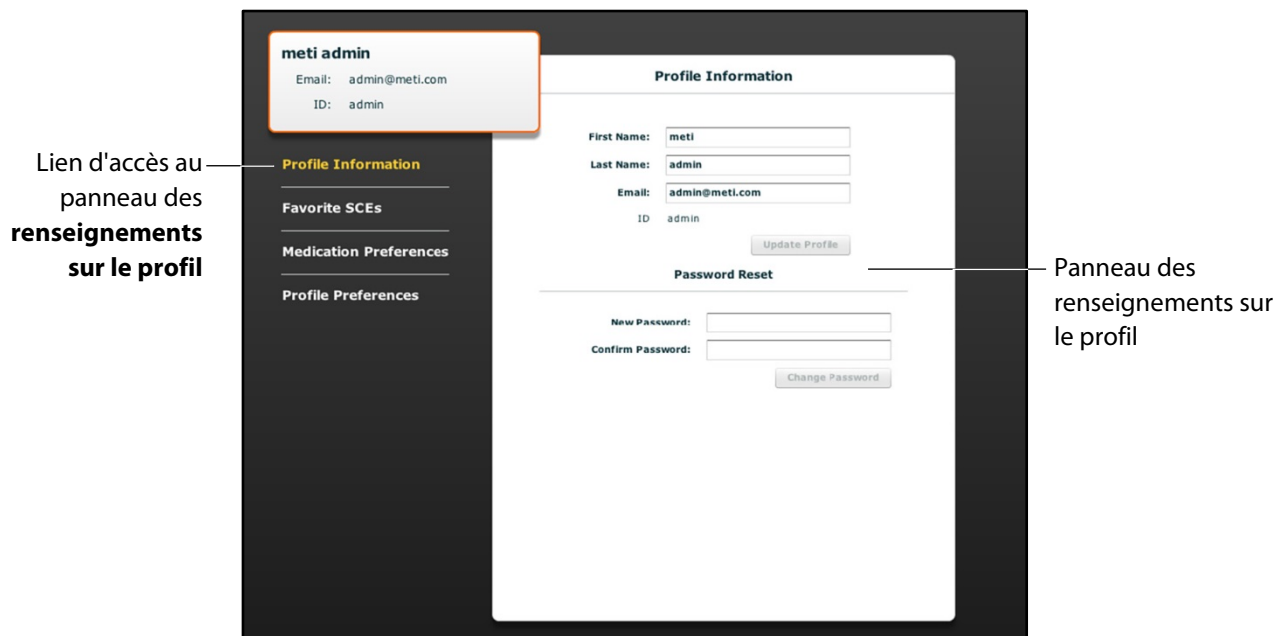 meti admin
Email: admin@meti.com
ID: admin
Profile Information
First Name: meti
Last Name: admin
Email: admin@meti.com
ID admin
Update Profile
Password Reset
New Password:
Confirm Password:
Change Password
Profile Information
Favorite SCEs
Medication Preferences
Profile Preferences
Lien d'accès au
panneau des
renseignements
sur le profil
Panneau des
renseignements sur
le profil